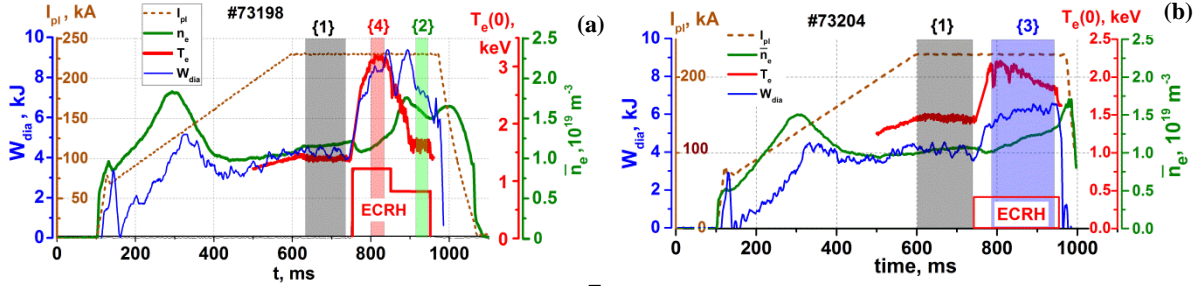 I_pl, kA
#73198
T_e(0),
keV
(a)
I_pl
n_e
T_e
W_dia
{1}
{4}
{2}
10
8
6
4
2
0
250
200
150
100
50
0
W_dia, kJ
3
2
1
0
2.5
2.0
1.5
1.0
0.5
0.0
n̅_e, 10^19 m^-3
ECRH
0
200
400
600
800
1000
t, ms
I_pl, kA
#73204
T_e(0), keV
(b)
I_pl
n̅_e
T_e
W_dia
{1}
{3}
10
8
6
4
2
0
200
100
0
W_dia, kJ
2.5
2.0
1.5
1.0
0.5
0.0
2.5
2.0
1.5
1.0
0.5
0.0
n̅_e, 10^19 m^-3
ECRH
0
200
400
600
800
1000
time, ms